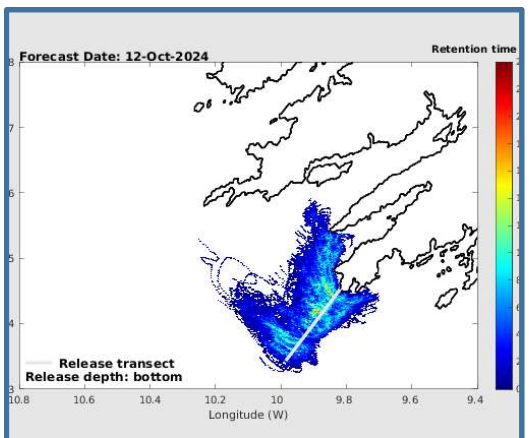 Forecast Date: 12-Oct-2024
Retention time
8
7
6
5
4
3
Release transect
Release depth: bottom
10.8
10.6
10.4
10.2
10
9.8
9.6
9.4
Longitude (W)